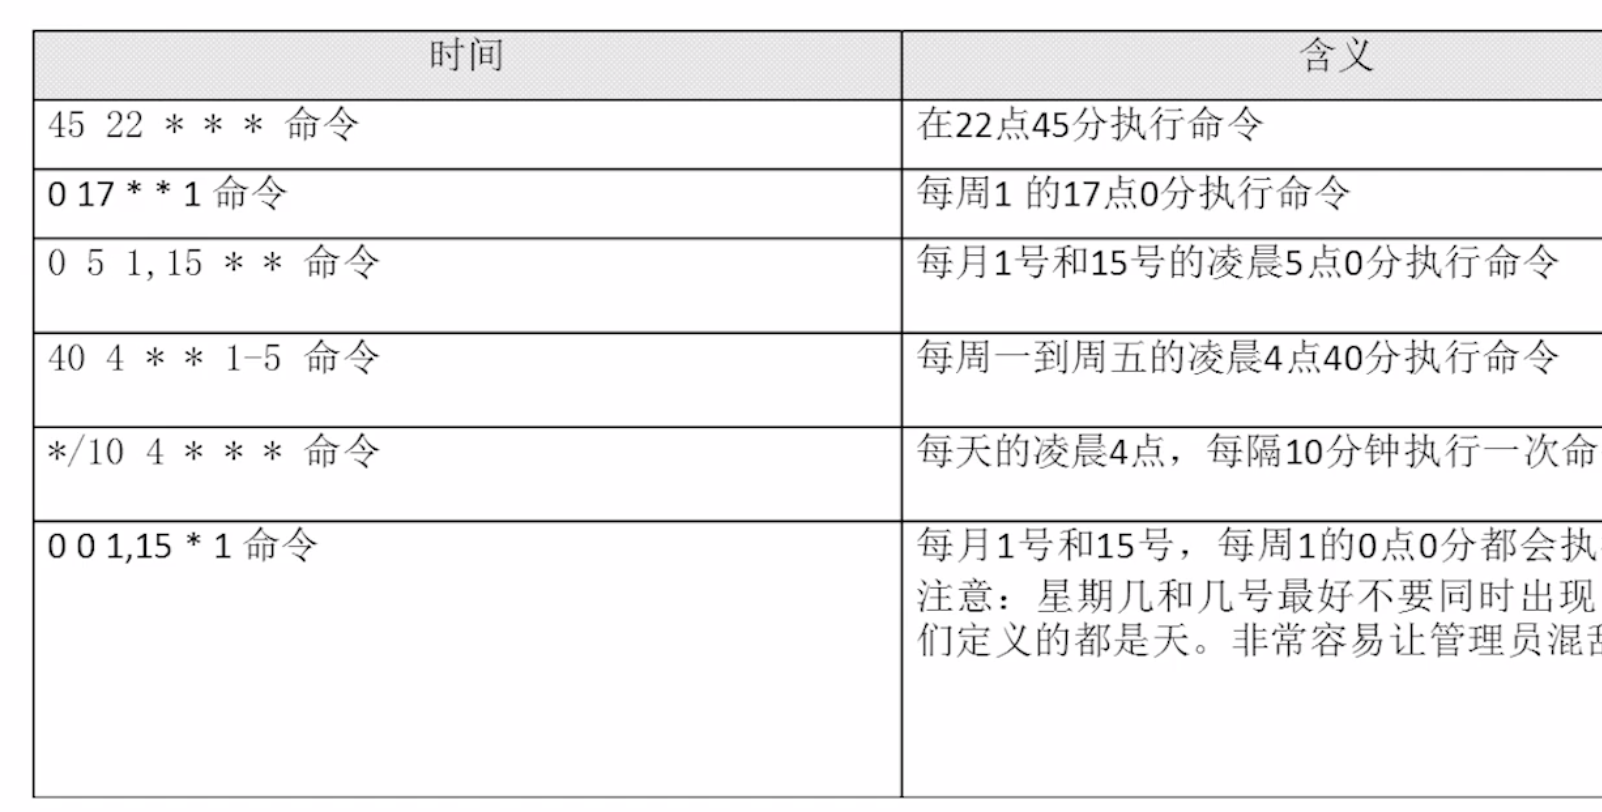 时间 含义
45 22 * * * 命令 在22点45分执行命令
0 17 * * 1 命令 每周1 的17点0分执行命令
0 5 1,15 * * 命令 每月1号和15号的凌晨5点0分执行命令
40 4 * * 1-5 命令 每周一到周五的凌晨4点40分执行命令
*/10 4 * * * 命令 每天的凌晨4点，每隔10分钟执行一次命
0 0 1,15 * 1 命令 每月1号和15号，每周1的0点0分都会执
注意：星期几和几号最好不要同时出现
们定义的都是天。非常容易让管理员混